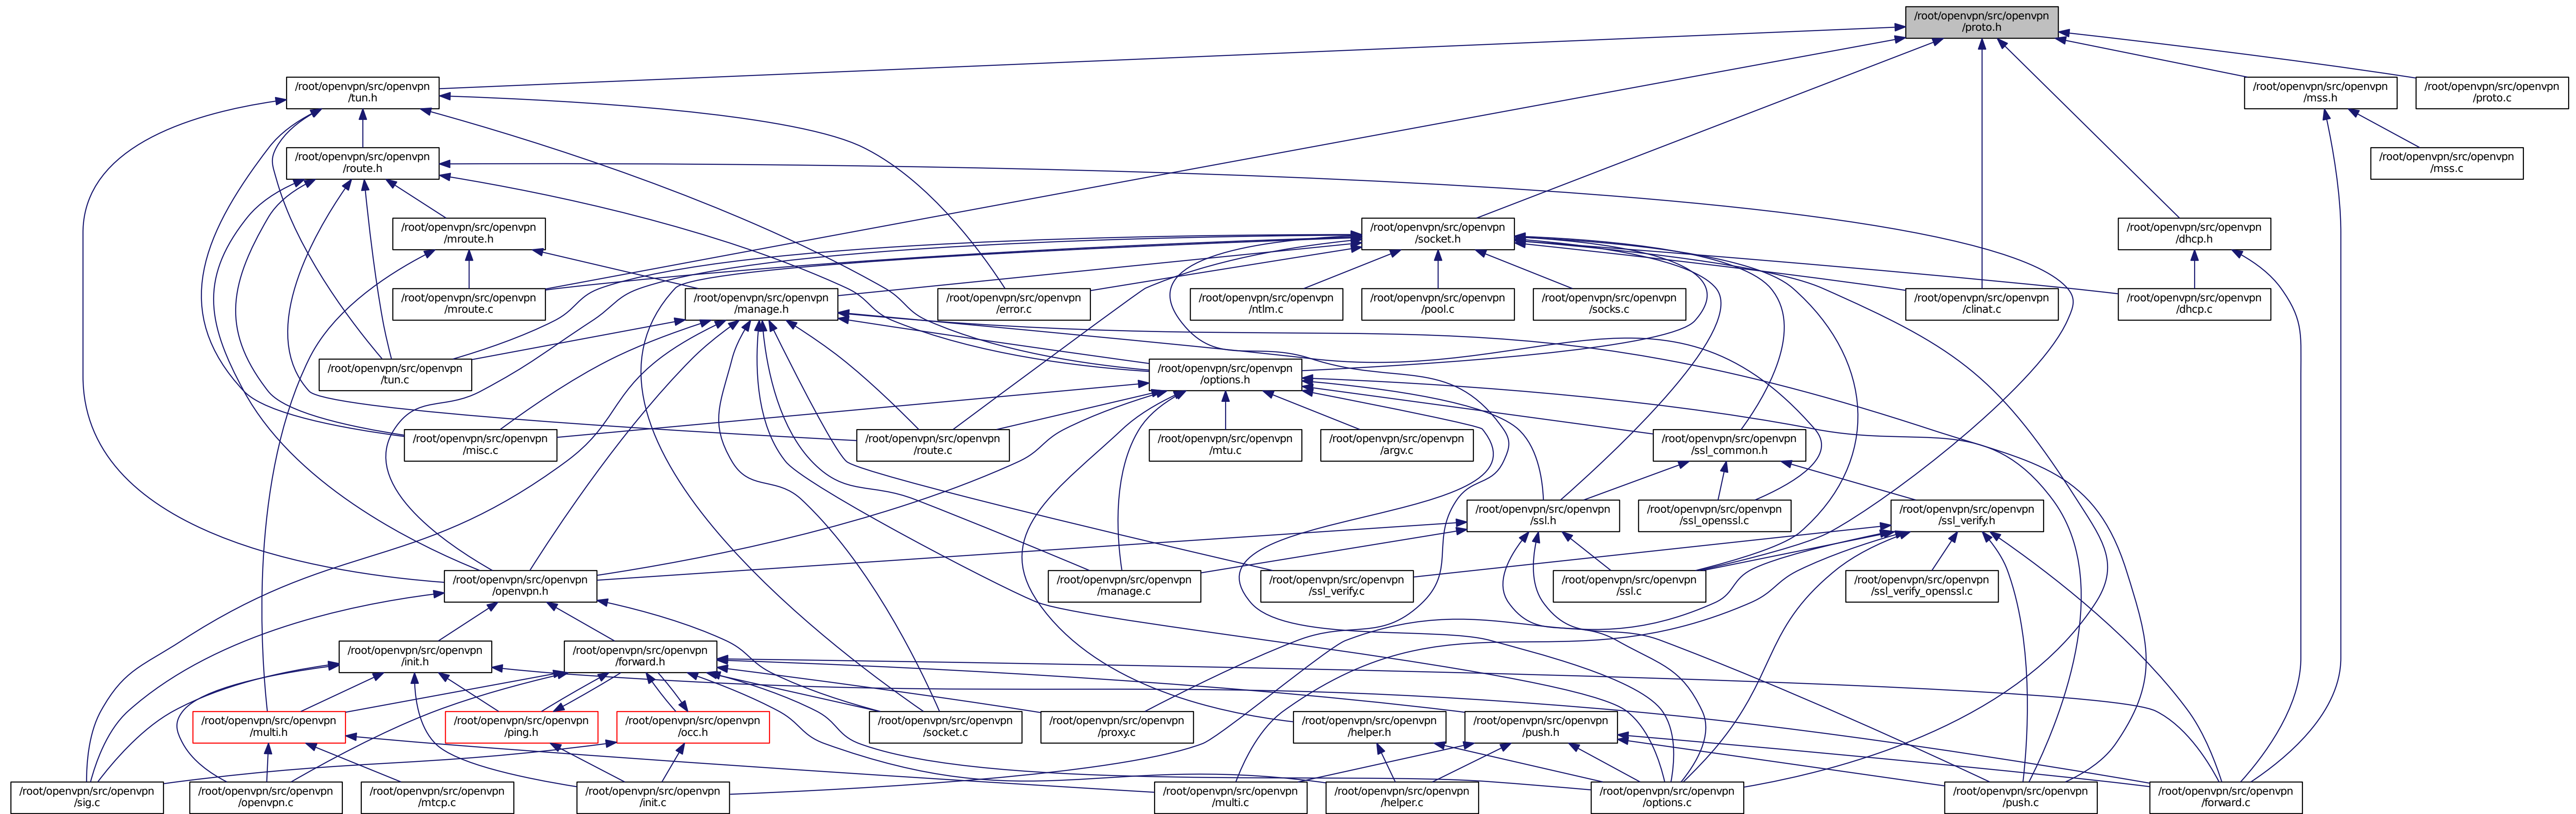 /root/openvpn/src/openvpn
/proto.h
/root/openvpn/src/openvpn
/tun.h
/root/openvpn/src/openvpn
/mss.h
/root/openvpn/src/openvpn
/proto.c
/root/openvpn/src/openvpn
/route.h
/root/openvpn/src/openvpn
/mss.c
/root/openvpn/src/openvpn
/mroute.h
/root/openvpn/src/openvpn
/socket.h
/root/openvpn/src/openvpn
/dhcp.h
/root/openvpn/src/openvpn
/mroute.c
/root/openvpn/src/openvpn
/manage.h
/root/openvpn/src/openvpn
/error.c
/root/openvpn/src/openvpn
/ntlm.c
/root/openvpn/src/openvpn
/pool.c
/root/openvpn/src/openvpn
/socks.c
/root/openvpn/src/openvpn
/clinat.c
/root/openvpn/src/openvpn
/dhcp.c
/root/openvpn/src/openvpn
/tun.c
/root/openvpn/src/openvpn
/options.h
/root/openvpn/src/openvpn
/misc.c
/root/openvpn/src/openvpn
/route.c
/root/openvpn/src/openvpn
/mtu.c
/root/openvpn/src/openvpn
/argv.c
/root/openvpn/src/openvpn
/ssl_common.h
/root/openvpn/src/openvpn
/ssl.h
/root/openvpn/src/openvpn
/ssl_openssl.c
/root/openvpn/src/openvpn
/ssl_verify.h
/root/openvpn/src/openvpn
/openvpn.h
/root/openvpn/src/openvpn
/manage.c
/root/openvpn/src/openvpn
/ssl_verify.c
/root/openvpn/src/openvpn
/ssl.c
/root/openvpn/src/openvpn
/ssl_verify_openssl.c
/root/openvpn/src/openvpn
/init.h
/root/openvpn/src/openvpn
/forward.h
/root/openvpn/src/openvpn
/multi.h
/root/openvpn/src/openvpn
/ping.h
/root/openvpn/src/openvpn
/occ.h
/root/openvpn/src/openvpn
/socket.c
/root/openvpn/src/openvpn
/proxy.c
/root/openvpn/src/openvpn
/helper.h
/root/openvpn/src/openvpn
/push.h
/root/openvpn/src/openvpn
/sig.c
/root/openvpn/src/openvpn
/openvpn.c
/root/openvpn/src/openvpn
/mtcp.c
/root/openvpn/src/openvpn
/init.c
/root/openvpn/src/openvpn
/multi.c
/root/openvpn/src/openvpn
/helper.c
/root/openvpn/src/openvpn
/options.c
/root/openvpn/src/openvpn
/push.c
/root/openvpn/src/openvpn
/forward.c